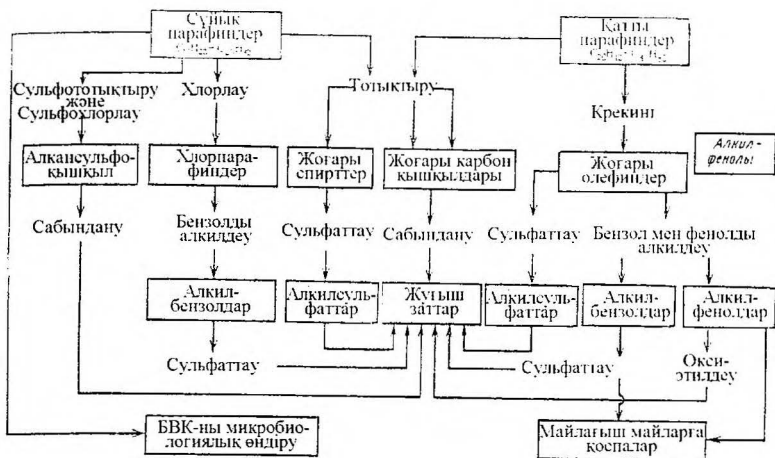 Сұйық
парафиндер
Қатты
парафиндер
Сульфототықтыру
және
Сульфохлорлау
Хлорлау
Тотықтыру
Крекинг
Алкансульфо-
қышқыл
Хлорпара-
финдер
Жоғары
спирттер
Жоғары карбон
қышқылдары
Жоғары
олефиндер
Алкил-
фенолы
Сабындану
Бензолды
алкилдеу
Сульфаттау
Сабындану
Сульфаттау
Бензол мен фенолды
алкилдеу
Алкил-
бензолдар
Алкилсуль-
фаттар
Жуғыш
заттар
Алкилсуль-
фаттар
Алкил-
бензолдар
Алкил-
фенолдар
Сульфаттау
Сульфаттау
Окси-
этилдеу
БВК-ны микробио-
логиялық өндіру
Майлағыш майларға
қоспалар